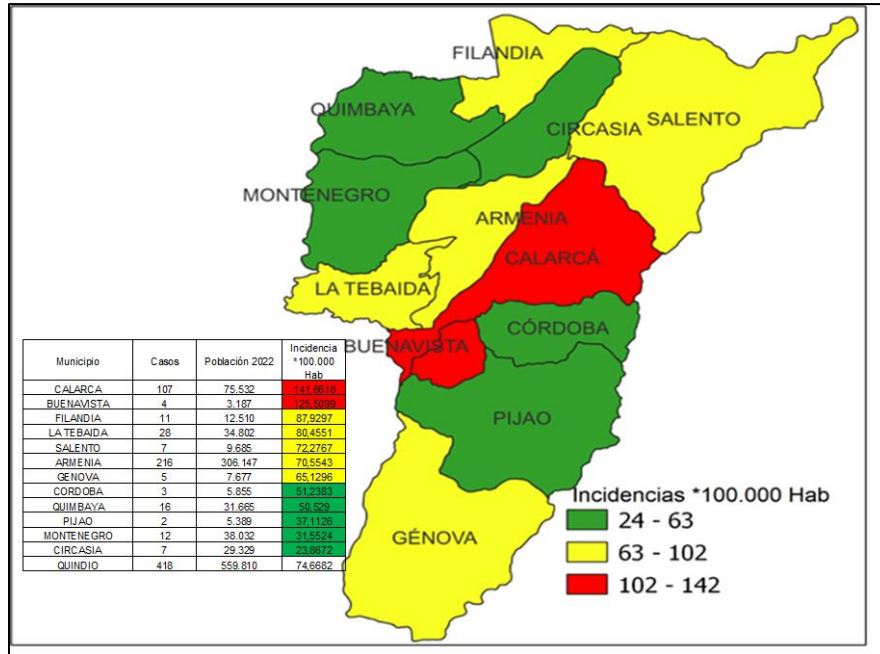 FILANDIA
QUIMBAYA
CIRCASIA
SALENTO
MONTENEGRO
ARMENIA
CALARCÁ
LA TEBAIDA
BUENAVISTA
CÓRDOBA
PIJAO
GÉNOVA
Municipio Casos Población 2022 Incidencia *100.000 Hab
CALARCA 107 75.532 141,6618
BUENAVISTA 4 3.187 125,5099
FILANDIA 11 12.510 87,9297
LA TEBAIDA 28 34.802 80,4551
SALENTO 7 9.685 72,2767
ARMENIA 216 306.147 70,5543
GENOVA 5 7.677 65,1296
CORDOBA 3 5.855 51,2383
QUIMBAYA 16 31.665 50,529
PIJAO 2 5.389 37,1126
MONTENEGRO 12 38.032 31,5524
CIRCASIA 7 29.329 23,8672
QUINDIO 418 559.810 74,6682
Incidencias *100.000 Hab
24 - 63
63 - 102
102 - 142